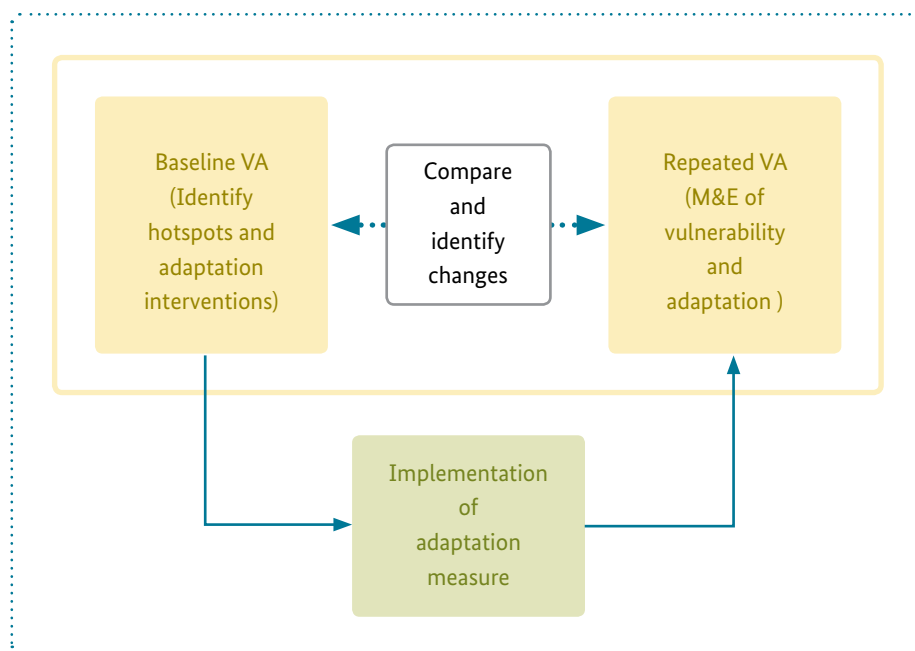 Baseline VA
(Identify
hotspots and
adaptation
interventions)
Compare
and
identify
changes
Repeated VA
(M&E of
vulnerability
and
adaptation )
Implementation
of
adaptation
measure